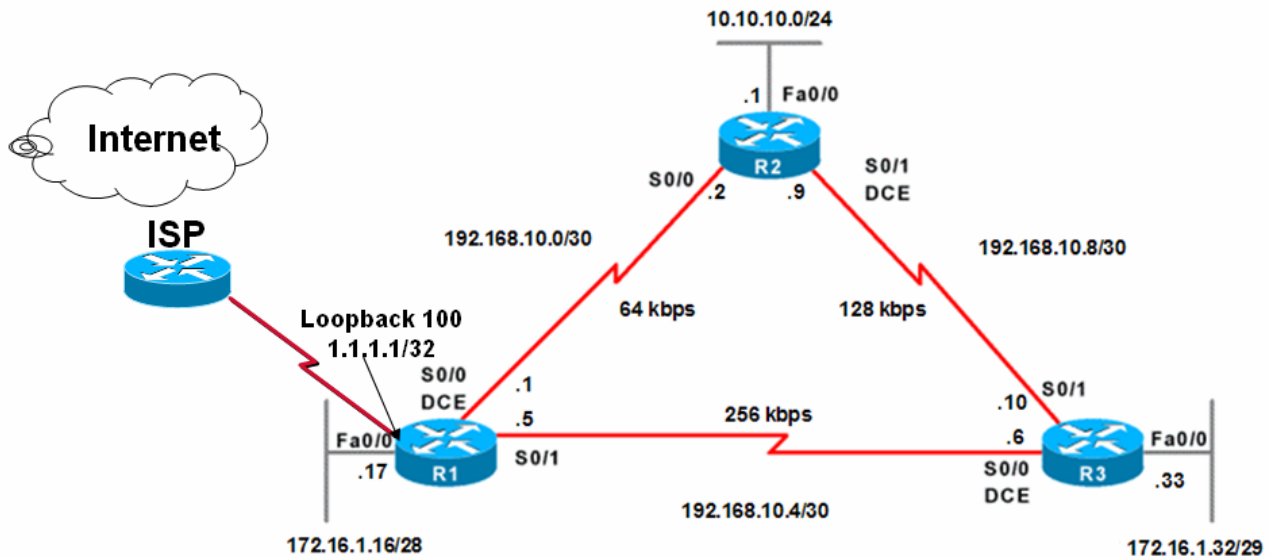 10.10.10.0/24
.1 Fa0/0
Internet
R2
S0/0
S0/1
DCE
.2
.9
ISP
192.168.10.0/30
192.168.10.8/30
64 kbps
128 kbps
Loopback 100
1.1.1.1/32
S0/0
DCE
.1
.5
S0/1
256 kbps
S0/1
.10
.6
Fa0/0
.17
R1
S0/0
DCE
R3
Fa0/0
.33
192.168.10.4/30
172.16.1.16/28
172.16.1.32/29